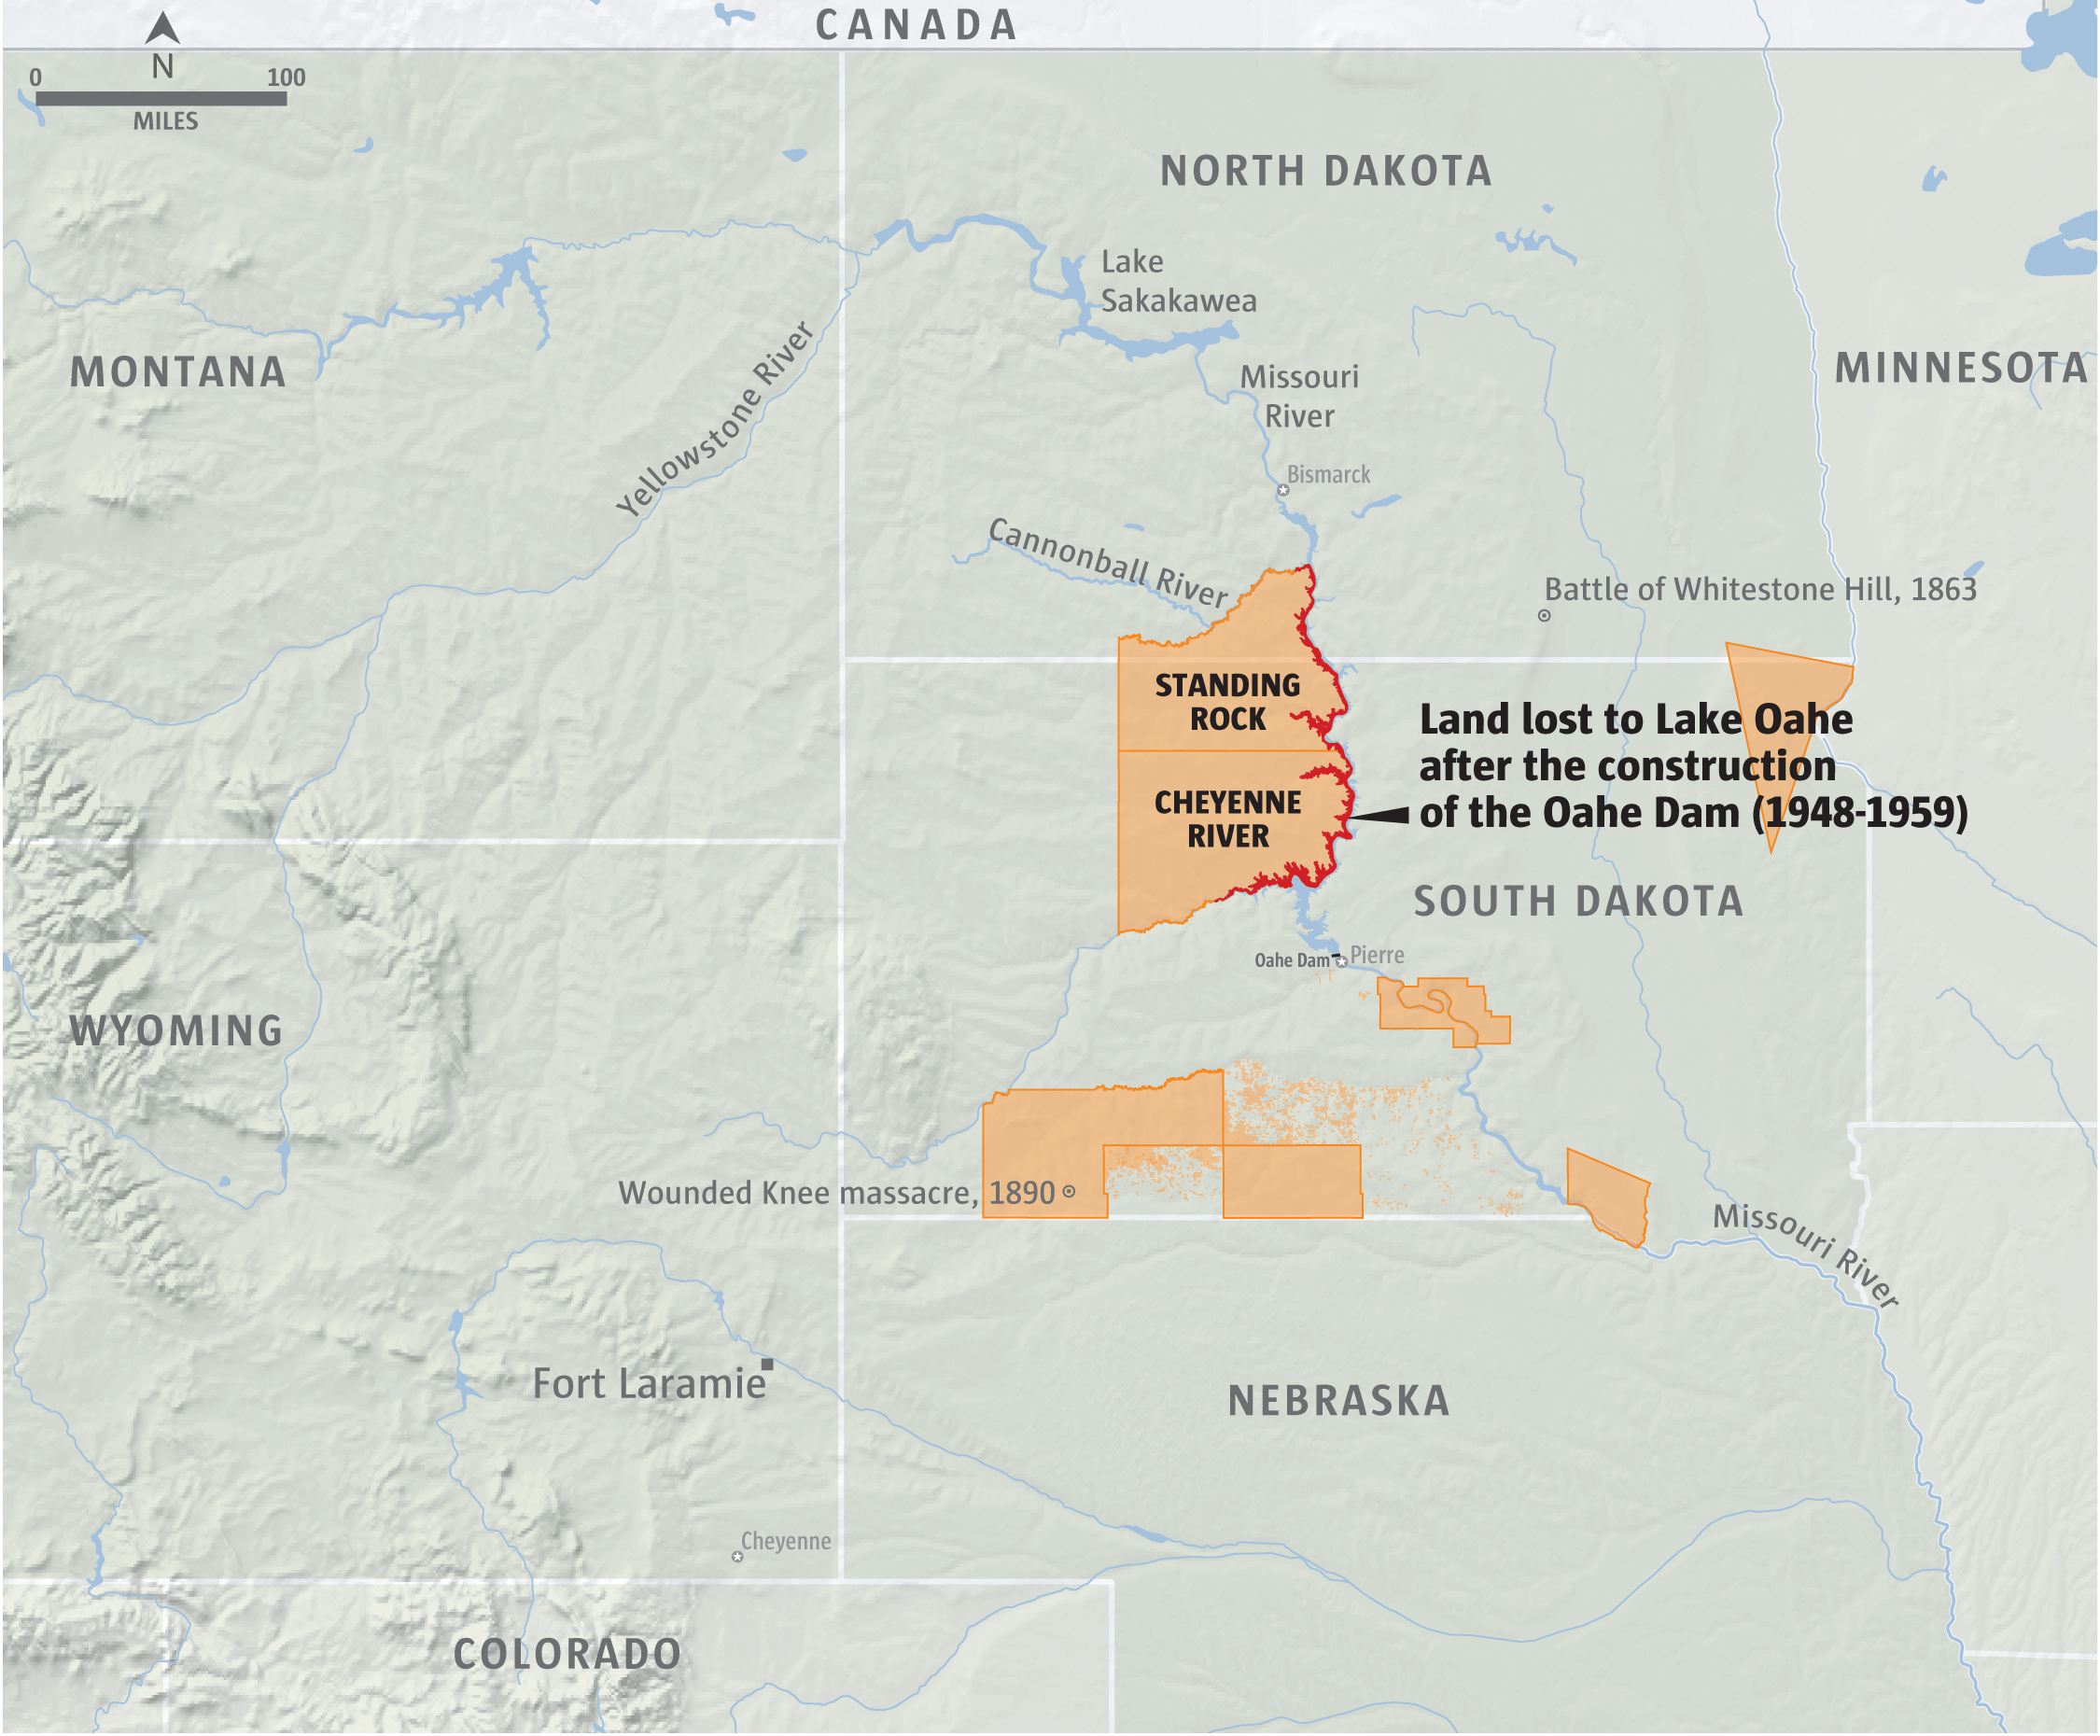 CANADA
N
0 100
MILES
NORTH DAKOTA
Lake
Sakakawea
MONTANA
MINNESOTA
Yellowstone River
Missouri
River
Bismarck
Cannonball River
Battle of Whitestone Hill, 1863
STANDING
ROCK
Land lost to Lake Oahe
after the construction
of the Oahe Dam (1948-1959)
CHEYENNE
RIVER
SOUTH DAKOTA
Oahe Dam
Pierre
WYOMING
Wounded Knee massacre, 1890
Missouri River
Fort Laramie
NEBRASKA
Cheyenne
COLORADO